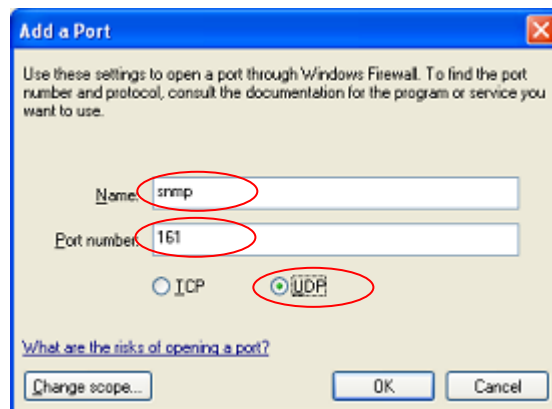 Add a Port
Use these settings to open a port through Windows Firewall. To find the port
number and protocol, consult the documentation for the program or service you
want to use.
Name: snmp
Port number: 161
TCP UDP
What are the risks of opening a port?
Change scope... OK Cancel